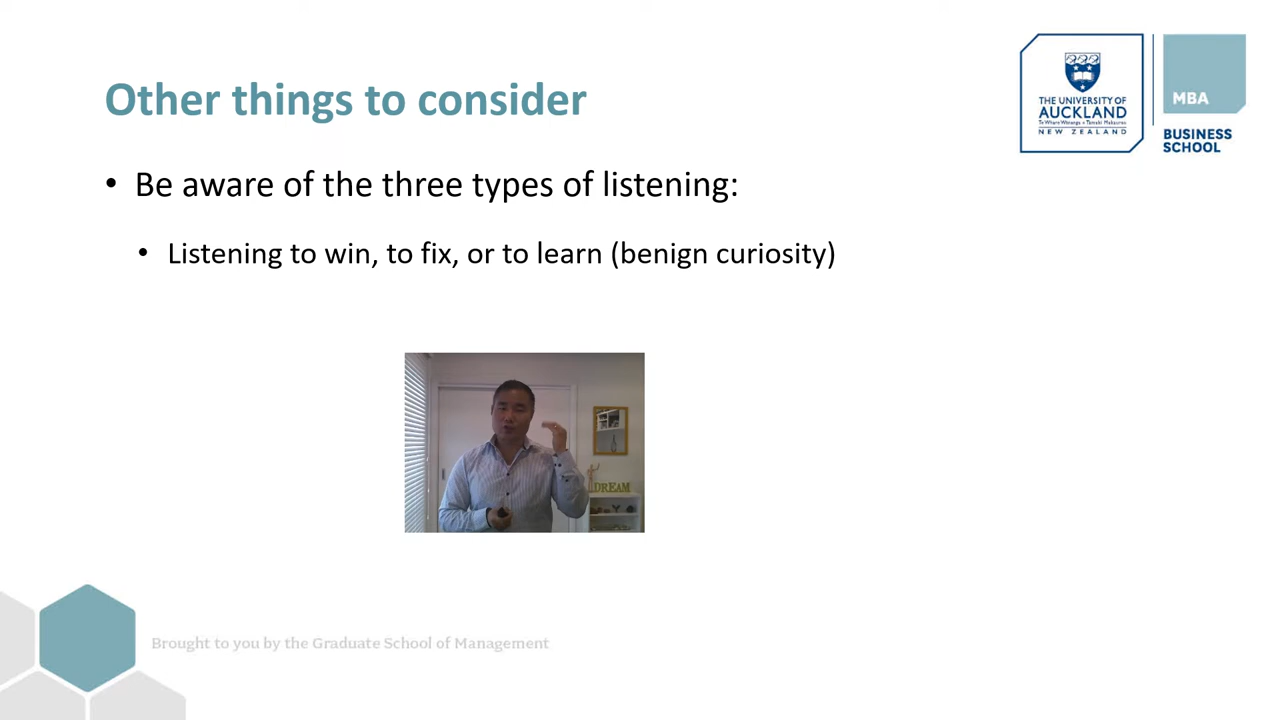 Other things to consider
THE UNIVERSITY OF
AUCKLAND
Te Whare Wānanga o Tāmaki Makaurau
NEW ZEALAND
MBA
BUSINESS
SCHOOL
• Be aware of the three types of listening:
• Listening to win, to fix, or to learn (benign curiosity)
DREAM
Brought to you by the Graduate School of Management